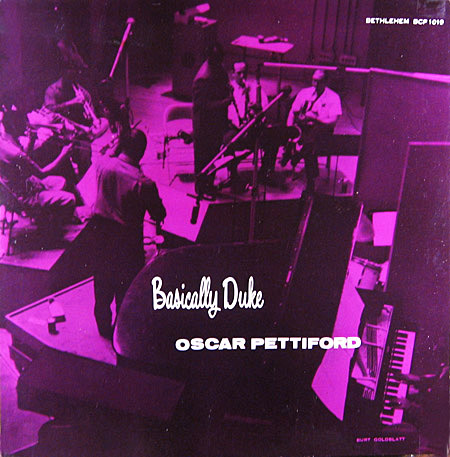 BETHLEHEM BCP 1019
Basically Duke
OSCAR PETTIFORD
BURT GOLDBLATT